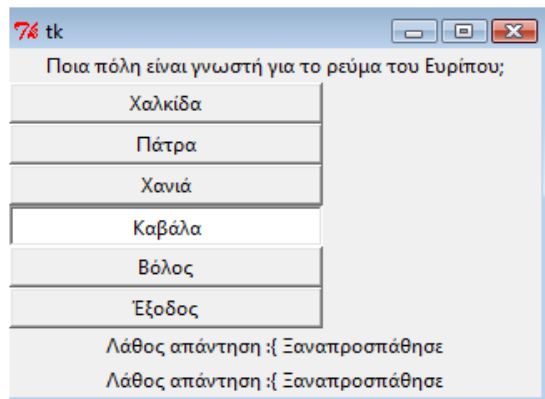 tk
Ποια πόλη είναι γνωστή για το ρεύμα του Ευρίπου;
Χαλκίδα
Πάτρα
Χανιά
Καβάλα
Βόλος
Έξοδος
Λάθος απάντηση :{ Ξαναπροσπάθησε
Λάθος απάντηση :{ Ξαναπροσπάθησε